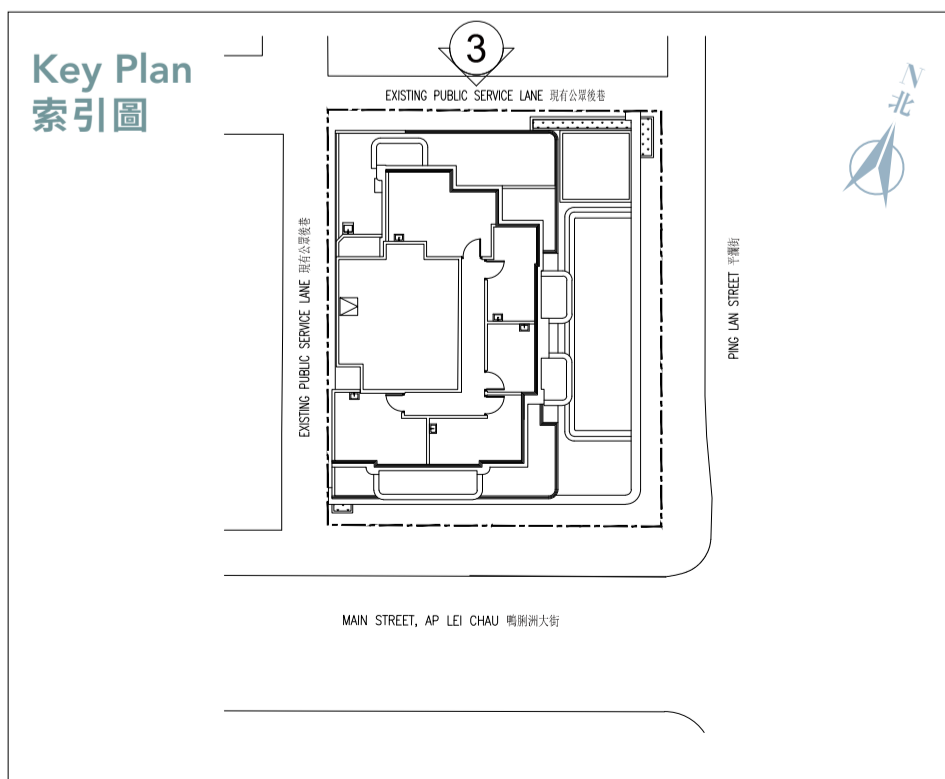 Key Plan
索引圖
3
EXISTING PUBLIC SERVICE LANE 現有公眾後巷
N
北
EXISTING PUBLIC SERVICE LANE 現有公眾後巷
PING LAN STREET 平瀾街
MAIN STREET, AP LEI CHAU 鴨脷洲大街